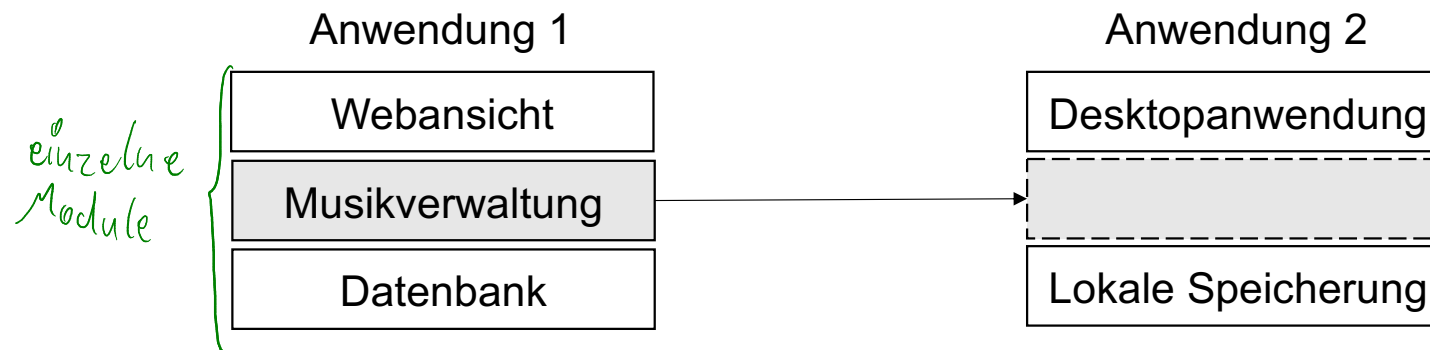 Anwendung 1
Anwendung 2
einzelne
Module
Webansicht
Desktopanwendung
Musikverwaltung
Datenbank
Lokale Speicherung